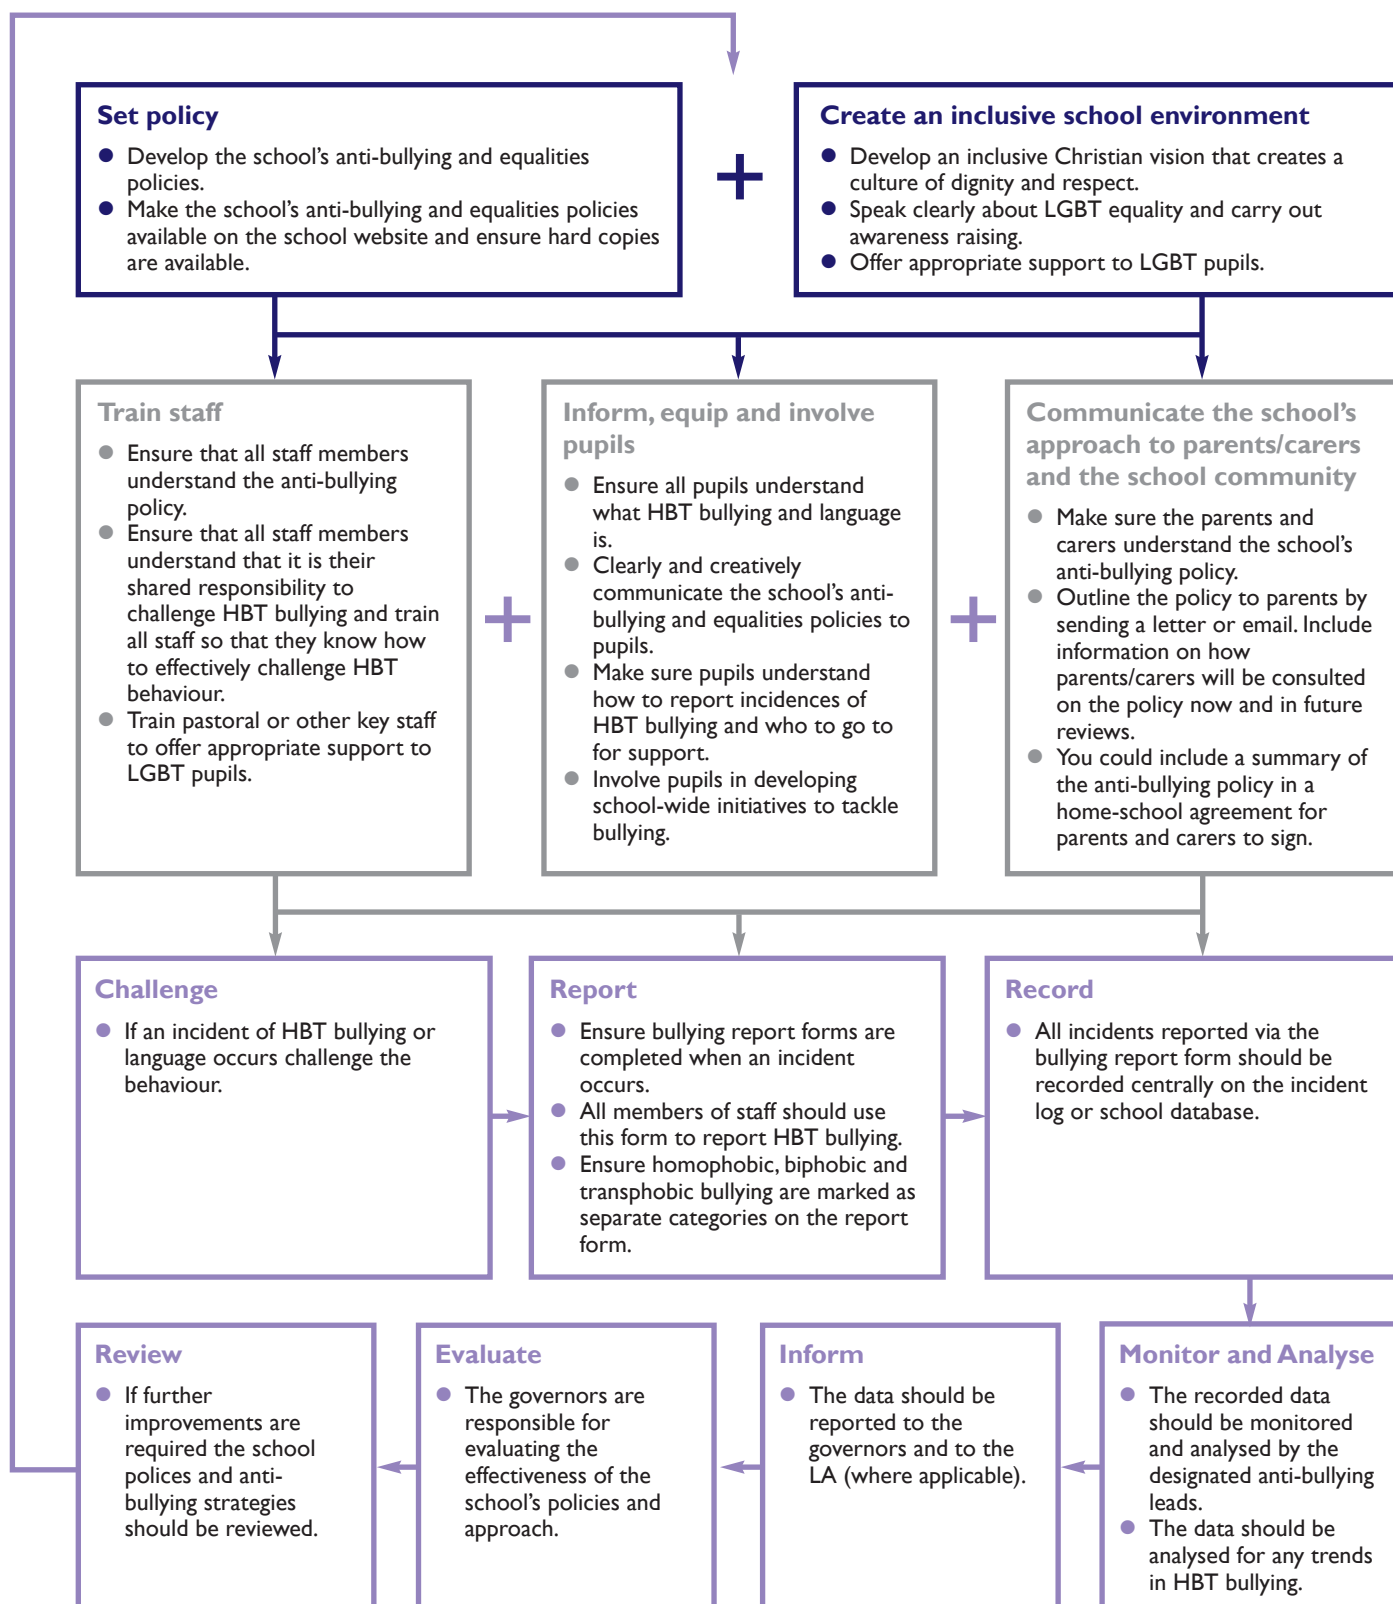 Set policy
● Develop the school’s anti-bullying and equalities
policies.
● Make the school’s anti-bullying and equalities policies
available on the school website and ensure hard copies
are available.
+
Create an inclusive school environment
● Develop an inclusive Christian vision that creates a
culture of dignity and respect.
● Speak clearly about LGBT equality and carry out
awareness raising.
● Offer appropriate support to LGBT pupils.
Train staff
● Ensure that all staff members
understand the anti-bullying
policy.
● Ensure that all staff members
understand that it is their
shared responsibility to
challenge HBT bullying and train
all staff so that they know how
to effectively challenge HBT
behaviour.
● Train pastoral or other key staff
to offer appropriate support to
LGBT pupils.
+
Inform, equip and involve
pupils
● Ensure all pupils understand
what HBT bullying and language
is.
● Clearly and creatively
communicate the school’s anti-
bullying and equalities policies to
pupils.
● Make sure pupils understand
how to report incidences of
HBT bullying and who to go to
for support.
● Involve pupils in developing
school-wide initiatives to tackle
bullying.
+
Communicate the school’s
approach to parents/carers
and the school community
● Make sure the parents and
carers understand the school’s
anti-bullying policy.
● Outline the policy to parents by
sending a letter or email. Include
information on how
parents/carers will be consulted
on the policy now and in future
reviews.
● You could include a summary of
the anti-bullying policy in a
home-school agreement for
parents and carers to sign.
Challenge
● If an incident of HBT bullying or
language occurs challenge the
behaviour.
Report
● Ensure bullying report forms are
completed when an incident
occurs.
● All members of staff should use
this form to report HBT bullying.
● Ensure homophobic, biphobic and
transphobic bullying are marked as
separate categories on the report
form.
Record
● All incidents reported via the
bullying report form should be
recorded centrally on the incident
log or school database.
Monitor and Analyse
● The recorded data
should be monitored
and analysed by the
designated anti-bullying
leads.
● The data should be
analysed for any trends
in HBT bullying.
Inform
● The data should be
reported to the
governors and to the
LA (where applicable).
Evaluate
● The governors are
responsible for
evaluating the
effectiveness of the
school’s policies and
approach.
Review
● If further
improvements are
required the school
polices and anti-
bullying strategies
should be reviewed.